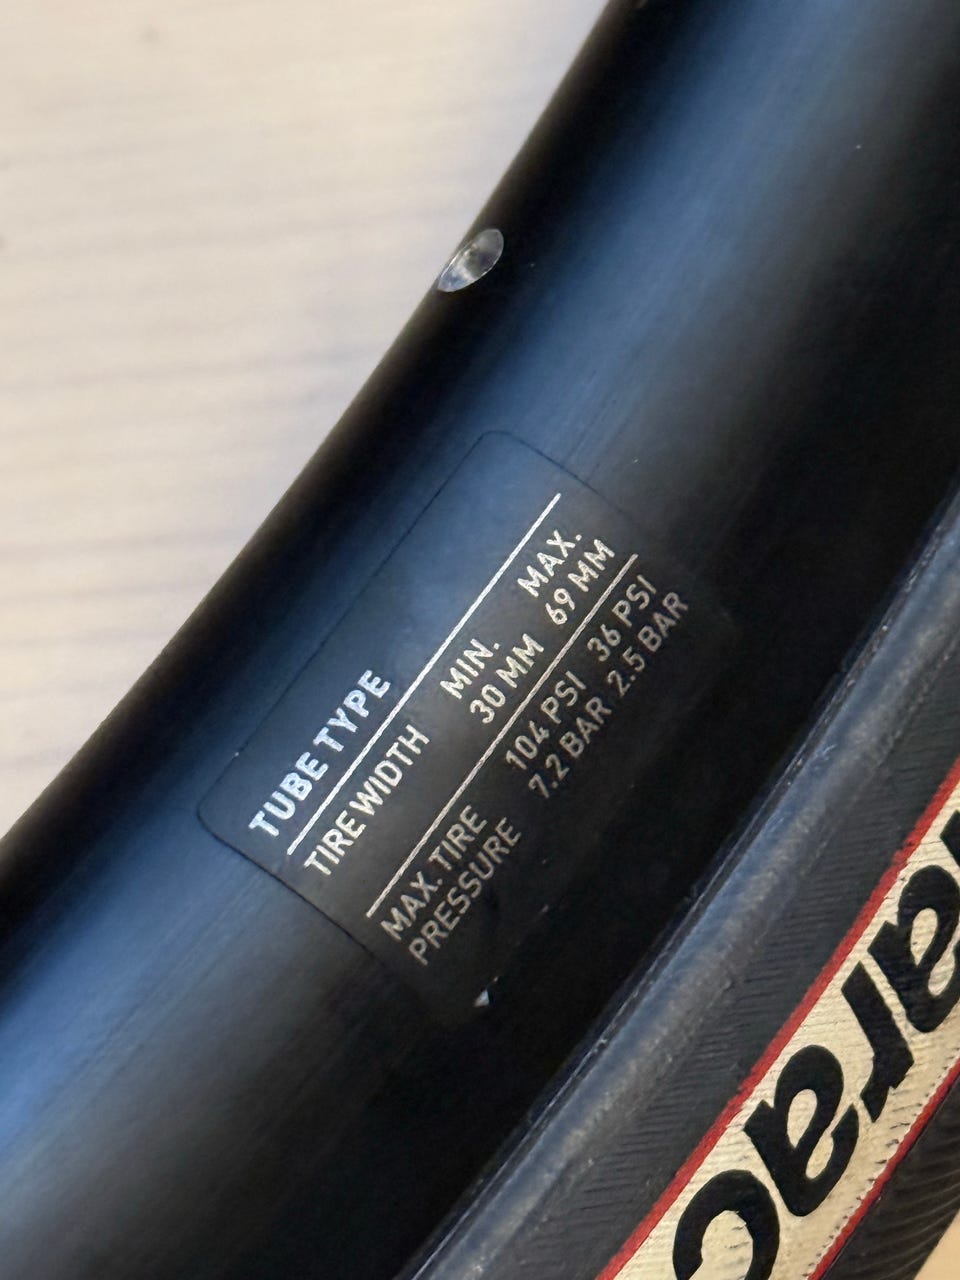 TUBE TYPE
TIRE WIDTH MIN. MAX.
30 MM 69 MM
MAX. TIRE 104 PSI 36 PSI
PRESSURE 7.2 BAR 2.5 BAR
carac